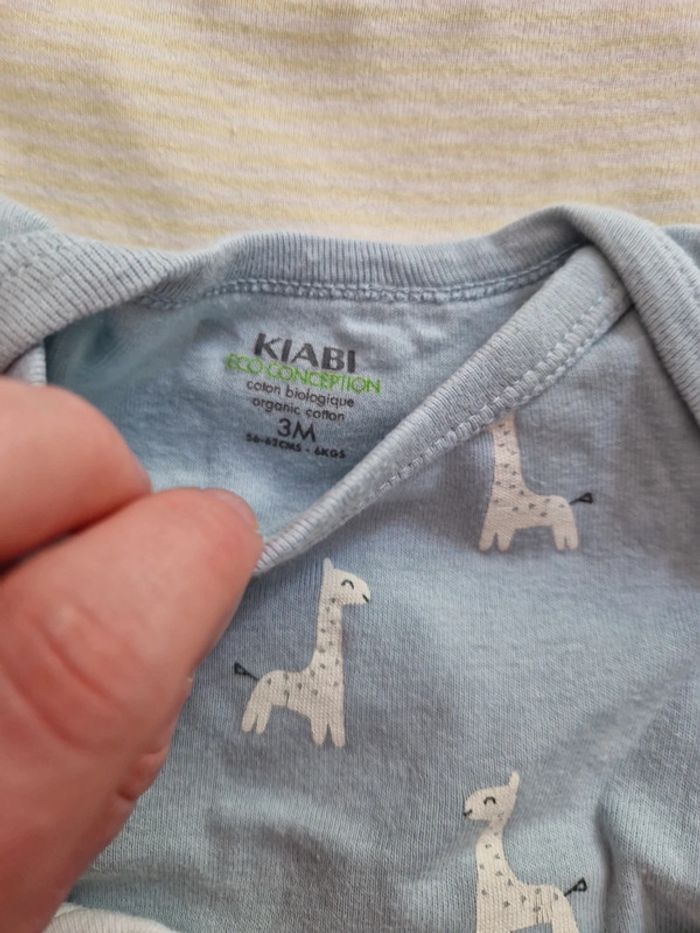 KIABI
ECO CONCEPTION
coton biologique
organic cotton
3M
56-62CMS - 6KGS